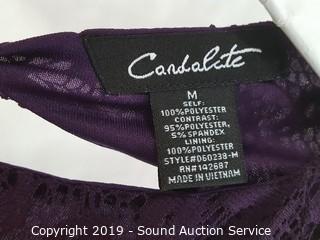 Candalite
M
SELF:
100%POLYESTER
CONTRAST:
95%POLYESTER,
5%SPANDEX
LINING:
100%POLYESTER
STYLE#D60238-M
RN#142687
MADE IN VIETNAM
Copyright 2019 - Sound Auction Service